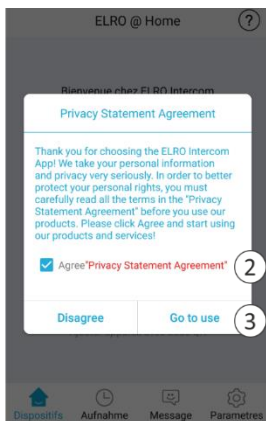 ELRO @ Home
?
Bienvenue chez ELRO Intercom
Privacy Statement Agreement
Thank you for choosing the ELRO Intercom
App! We take your personal information
and privacy very seriously. In order to better
protect your personal rights, you must
carefully read all the terms in the "Privacy
Statement Agreement" before you use our
products. Please click Agree and start using
our products and services!
Agree"Privacy Statement Agreement"
2
Disagree
Go to use
3
Dispositifs
Aufnahme
Message
Parametres